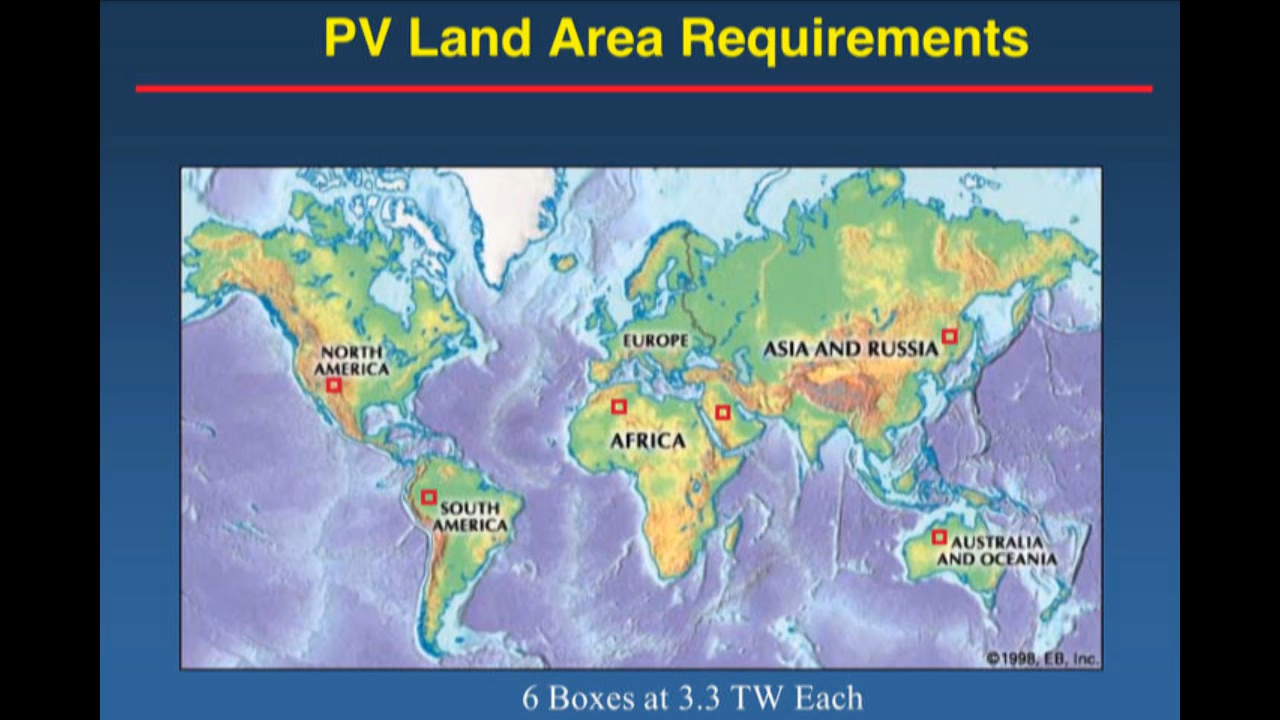 PV Land Area Requirements
NORTH
AMERICA
EUROPE
ASIA AND RUSSIA
AFRICA
SOUTH
AMERICA
AUSTRALIA
AND OCEANIA
©1998, EB, Inc.
6 Boxes at 3.3 TW Each